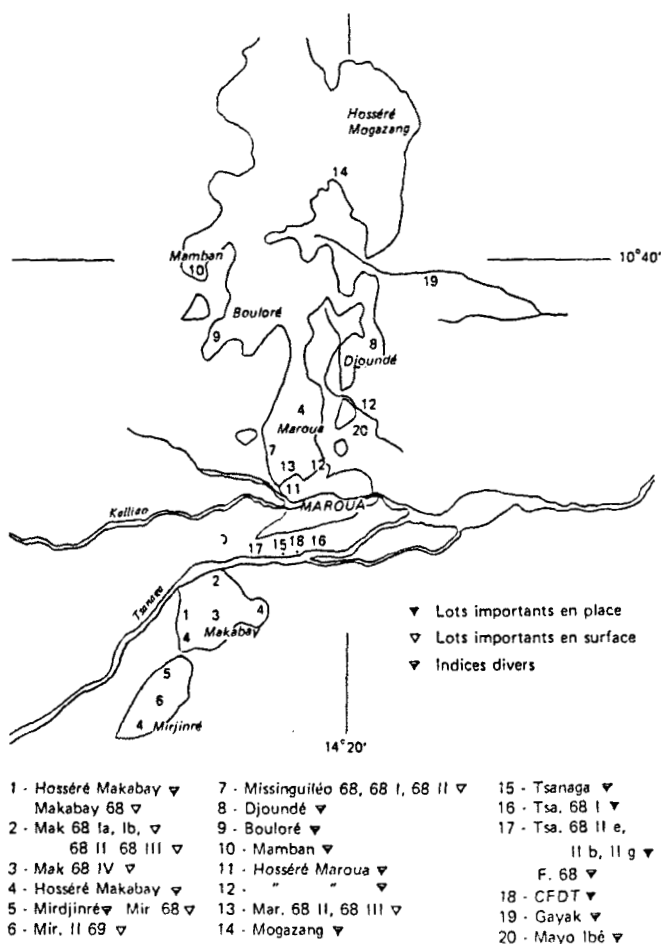 Hosséré
Mogazang
14
Mamban
10
10°40'
19
Bouloré
9
8
Djoundé
4
12
Maroua
20
7
13
12
11
MAROUA
Kalliao
17 15 18 16
Tsanaga
2
1 3 4
Makabay
4
▼ Lots importants en place
▽ Lots importants en surface
Indices divers
5
6
4 Mirjinré
14°20'
1 - Hosséré Makabay
Makabay 68 ▽
2 - Mak 68 Ia, Ib, ▽
68 II 68 III ▽
3 - Mak 68 IV ▽
4 - Hosséré Makabay
5 - Mirdjinré Mir 68 ▽
6 - Mir. II 69 ▽
7 - Missinguiléo 68, 68 I, 68 II ▽
8 - Djoundé
9 - Bouloré
10 - Mamban
11 - Hosséré Maroua
12 - " "
13 - Mar. 68 II, 68 III ▽
14 - Mogazang
15 - Tsanaga
16 - Tsa. 68 I
17 - Tsa. 68 II e,
II b, II g
F. 68
18 - CFDT
19 - Gayak
20 - Mayo Ibé